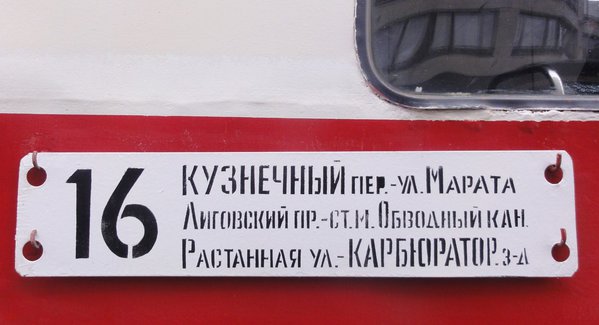 16
КУЗНЕЧНЫЙ ПЕР.-УЛ. МАРАТА
ЛИГОВСКИЙ ПР.-СТ.М. ОБВОДНЫЙ КАН.
РАСТАННАЯ УЛ.-КАРБЮРАТОР. З-Д